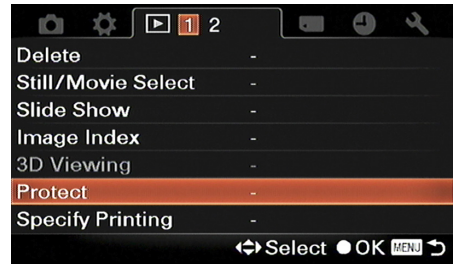 1 2
Delete -
Still/Movie Select -
Slide Show -
Image Index -
3D Viewing -
Protect -
Specify Printing -
Select OK MENU